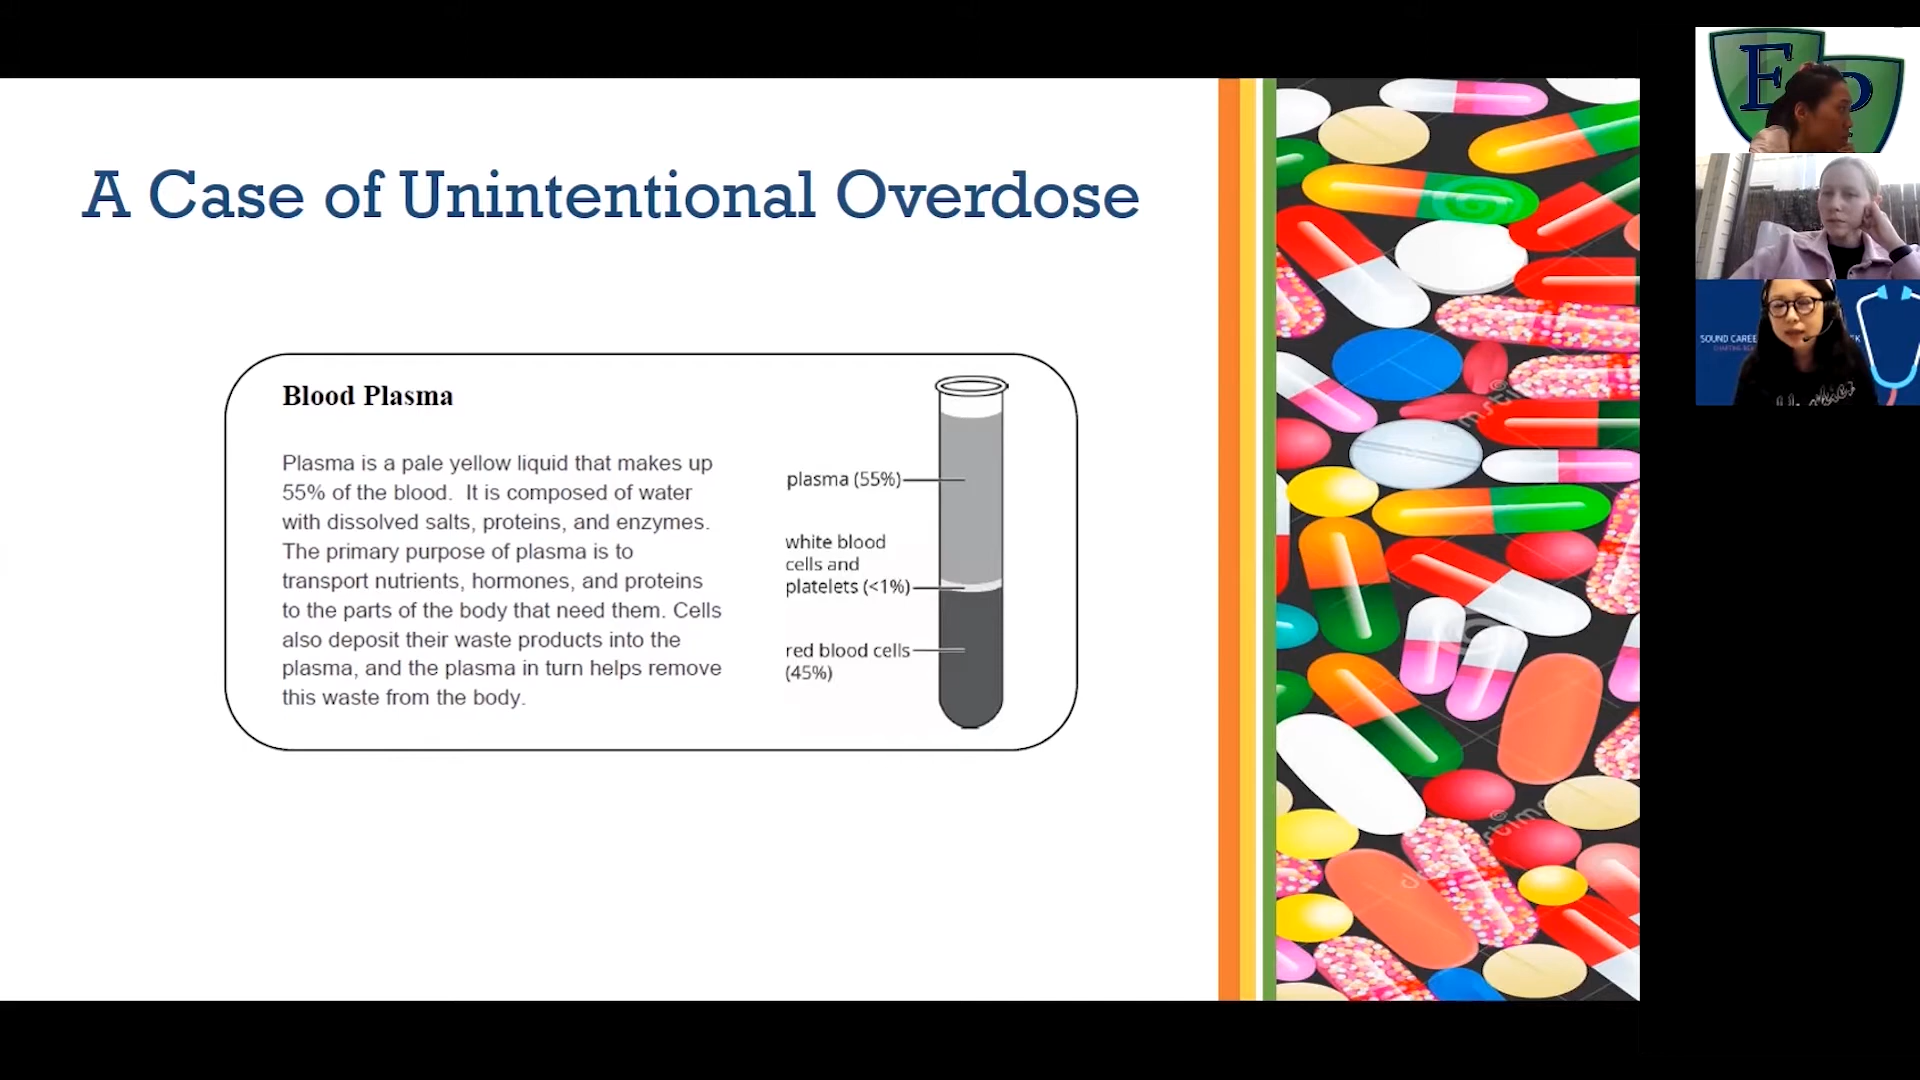 A Case of Unintentional Overdose
Blood Plasma
Plasma is a pale yellow liquid that makes up
55% of the blood. It is composed of water
with dissolved salts, proteins, and enzymes.
The primary purpose of plasma is to
transport nutrients, hormones, and proteins
to the parts of the body that need them. Cells
also deposit their waste products into the
plasma, and the plasma in turn helps remove
this waste from the body.
plasma (55%)
white blood
cells and
platelets (<1%)
red blood cells
(45%)
SOUND CAREE